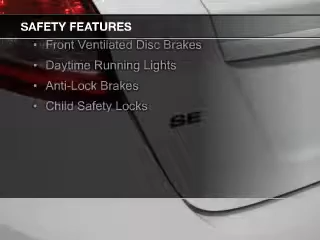 SAFETY FEATURES
• Front Ventilated Disc Brakes
• Daytime Running Lights
• Anti-Lock Brakes
• Child Safety Locks
SE